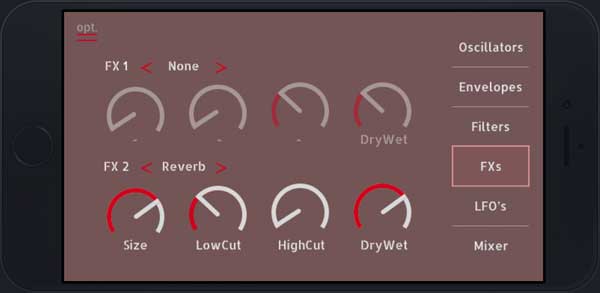 opt.
FX 1 < None >
- - - DryWet
FX 2 < Reverb >
Size LowCut HighCut DryWet
Oscillators
Envelopes
Filters
FXs
LFO's
Mixer